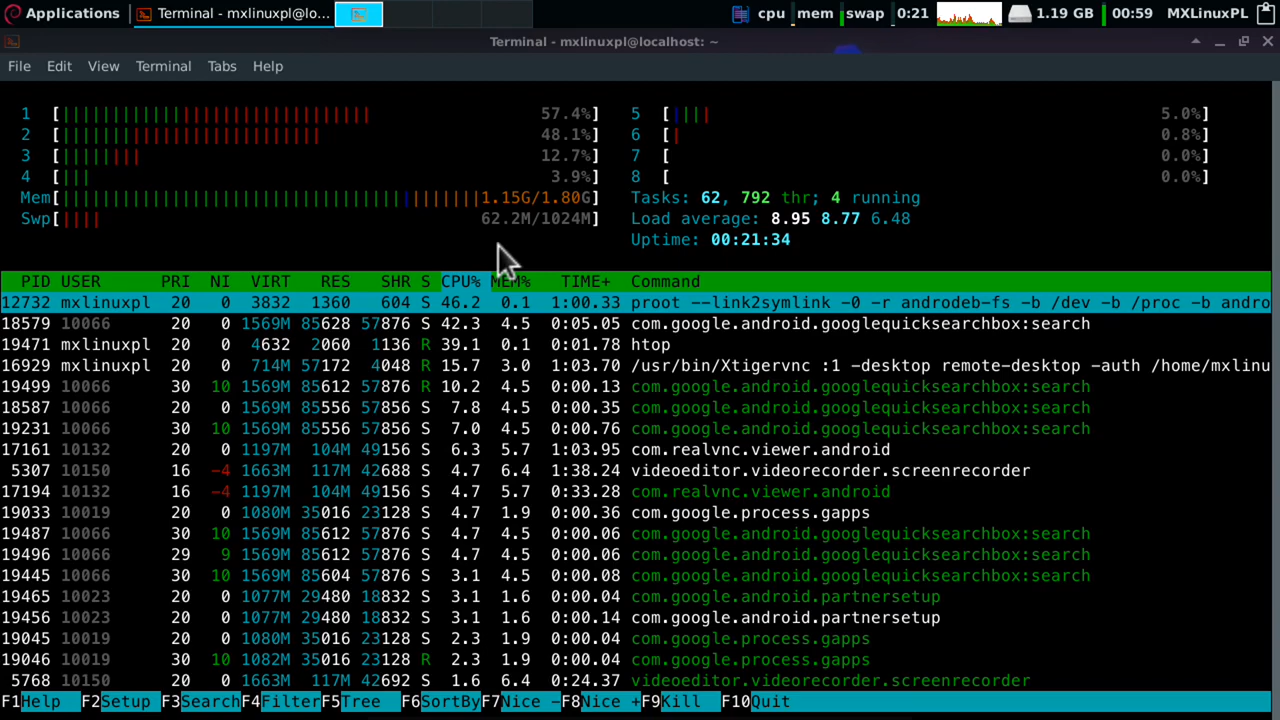 Applications Terminal - mxlinuxpl@lo... cpu mem swap 0:21 1.19 GB 00:59 MXLinuxPL
Terminal - mxlinuxpl@localhost: ~
File Edit View Terminal Tabs Help
1 [ 57.4%] 5 [ 5.0%]
2 [ 48.1%] 6 [ 0.8%]
3 [ 12.7%] 7 [ 0.0%]
4 [ 3.9%] 8 [ 0.0%]
Mem[ 1.15G/1.80G] Tasks: 62, 792 thr; 4 running
Swp[ 62.2M/1024M] Load average: 8.95 8.77 6.48
Uptime: 00:21:34
PID USER PRI NI VIRT RES SHR S CPU% MEM% TIME+ Command
12732 mxlinuxpl 20 0 3832 1360 604 S 46.2 0.1 1:00.33 proot --link2symlink -0 -r androdeb-fs -b /dev -b /proc -b andro
18579 10066 20 0 1569M 85628 57876 S 42.3 4.5 0:05.05 com.google.android.googlequicksearchbox:search
19471 mxlinuxpl 20 0 4632 2060 1136 R 39.1 0.1 0:01.78 htop
16929 mxlinuxpl 20 0 714M 57172 4048 R 15.7 3.0 1:03.70 /usr/bin/Xtigervnc :1 -desktop remote-desktop -auth /home/mxlinu
19499 10066 30 10 1569M 85556 57856 R 10.2 4.5 0:00.13 com.google.android.googlequicksearchbox:search
18587 10066 20 0 1569M 85556 57856 S 7.8 4.5 0:00.35 com.google.android.googlequicksearchbox:search
19231 10066 30 10 1569M 85556 57856 S 7.0 4.5 0:00.76 com.google.android.googlequicksearchbox:search
17161 10132 20 0 1197M 104M 49156 S 6.3 5.7 1:03.95 com.realvnc.viewer.android
5307 10150 16 -4 1663M 117M 42688 S 4.7 6.4 1:38.24 videoeditor.videorecorder.screenrecorder
17194 10132 16 -4 1197M 104M 49156 S 4.7 5.7 0:33.28 com.realvnc.viewer.android
19033 10019 20 0 1080M 35016 23128 S 4.7 1.9 0:00.36 com.google.process.gapps
19487 10066 30 10 1569M 85612 57876 S 4.7 4.5 0:00.06 com.google.android.googlequicksearchbox:search
19496 10066 29 9 1569M 85612 57876 S 4.7 4.5 0:00.06 com.google.android.googlequicksearchbox:search
19445 10066 30 10 1569M 85604 57876 S 3.1 4.5 0:00.08 com.google.android.googlequicksearchbox:search
19465 10023 20 0 1077M 29480 18832 S 3.1 1.6 0:00.04 com.google.android.partnersetup
19456 10023 20 0 1077M 29480 18832 S 3.1 1.6 0:00.14 com.google.android.partnersetup
19045 10019 20 0 1080M 35016 23128 S 2.3 1.9 0:00.04 com.google.process.gapps
19046 10019 30 10 1082M 35016 23128 R 2.3 1.9 0:00.04 com.google.process.gapps
5768 10150 20 0 1663M 117M 42692 S 1.6 6.4 0:24.37 videoeditor.videorecorder.screenrecorder
F1Help F2Setup F3SearchF4FilterF5Tree F6SortByF7Nice -F8Nice +F9Kill F10Quit